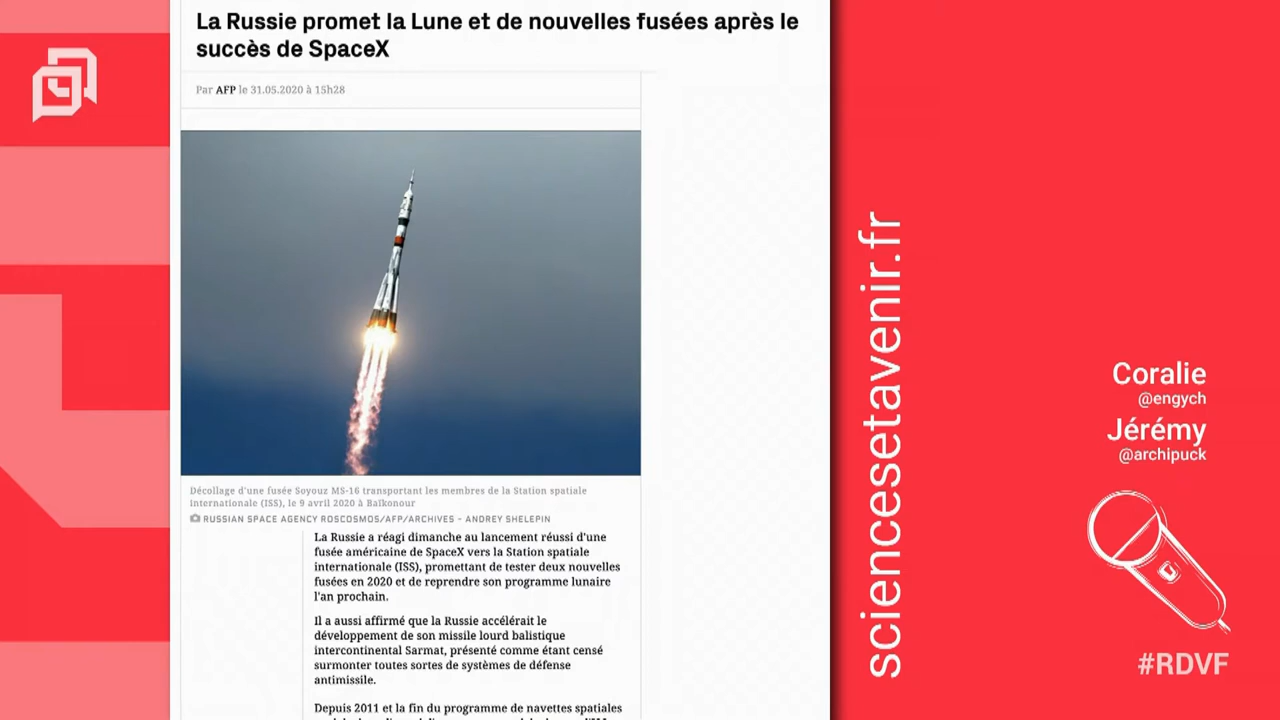 La Russie promet la Lune et de nouvelles fusées après le
succès de SpaceX
Par AFP le 31.05.2020 à 15h28
Décollage d'une fusée Soyouz MS-16 transportant les membres de la Station spatiale
internationale (ISS), le 9 avril 2020 à Baïkonour
RUSSIAN SPACE AGENCY ROSCOSMOS/AFP/ARCHIVES - ANDREY SHELEPIN
La Russie a réagi dimanche au lancement réussi d'une
fusée américaine de SpaceX vers la Station spatiale
internationale (ISS), promettant de tester deux nouvelles
fusées en 2020 et de reprendre son programme lunaire
l'an prochain.
Il a aussi affirmé que la Russie accélérait le
développement de son missile lourd balistique
intercontinental Sarmat, présenté comme étant censé
surmonter toutes sortes de systèmes de défense
antimissile.
Depuis 2011 et la fin du programme de navettes spatiales
sciencesetavenir.fr
Coralie
@engych
Jérémy
@archipuck
#RDVF